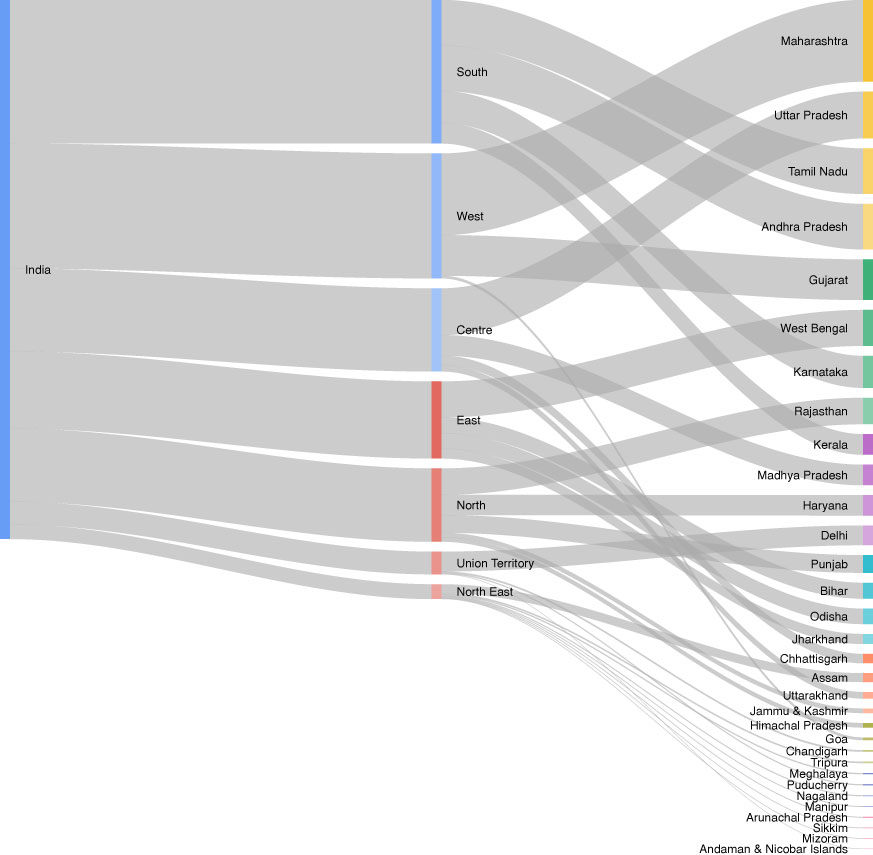 India
South
West
Centre
East
North
Union Territory
North East
Maharashtra
Uttar Pradesh
Tamil Nadu
Andhra Pradesh
Gujarat
West Bengal
Karnataka
Rajasthan
Kerala
Madhya Pradesh
Haryana
Delhi
Punjab
Bihar
Odisha
Jharkhand
Chhattisgarh
Assam
Uttarakhand
Jammu & Kashmir
Himachal Pradesh
Goa
Chandigarh
Tripura
Meghalaya
Puducherry
Nagaland
Manipur
Arunachal Pradesh
Sikkim
Mizoram
Andaman & Nicobar Islands